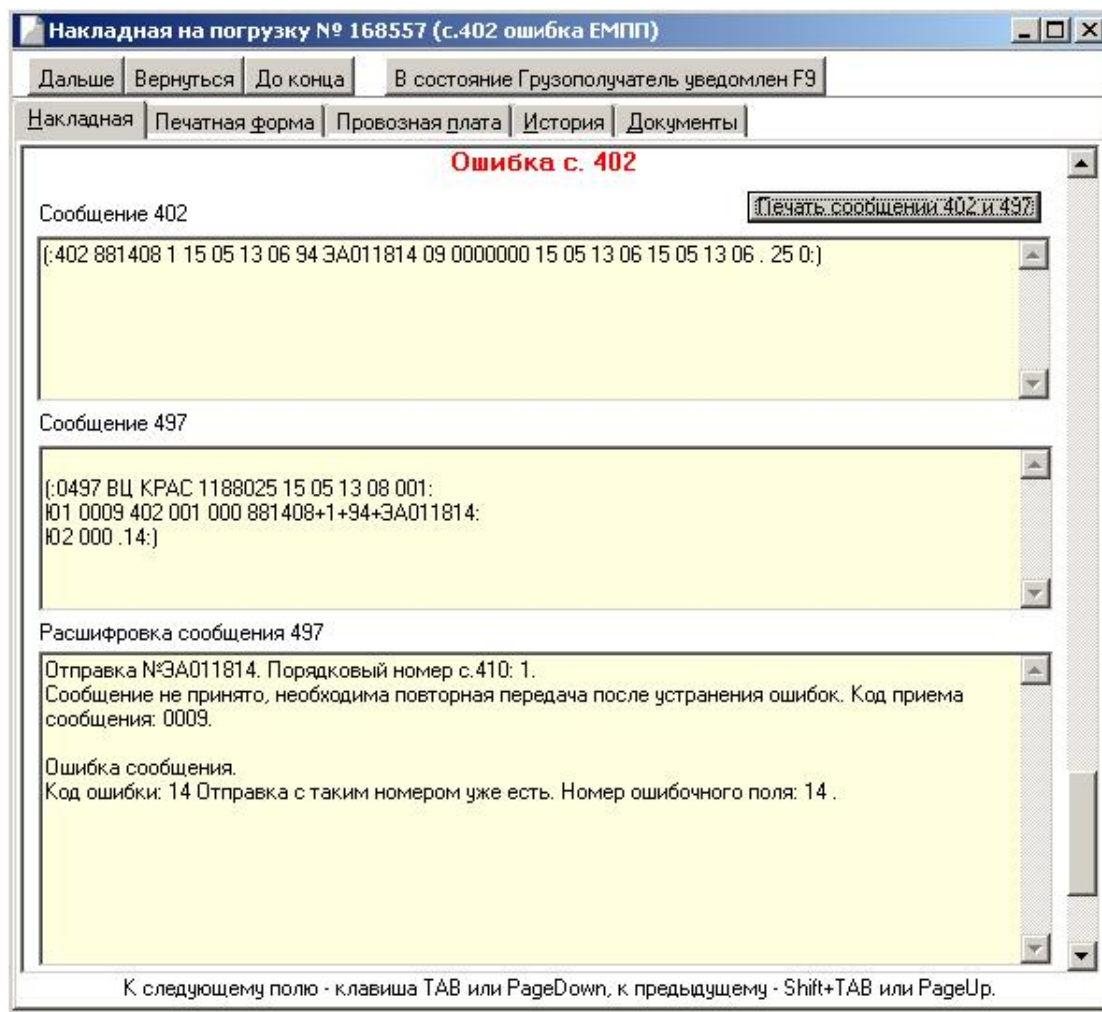 Накладная на погрузку № 168557 (с.402 ошибка ЕМПП)
Дальше Вернуться До конца В состояние Грузополучатель уведомлен F9
Накладная Печатная форма Провозная плата История Документы
Ошибка с. 402
Сообщение 402 Печать сообщений 402 и 497
(:402 881408 1 15 05 13 06 94 ЭА011814 09 0000000 15 05 13 06 15 05 13 06 . 25 0:)
Сообщение 497
(:0497 ВЦ КРАС 1188025 15 05 13 08 001:
Ю1 0009 402 001 000 881408+1+94+ЭА011814:
Ю2 000 .14:)
Расшифровка сообщения 497
Отправка №ЭА011814. Порядковый номер с.410: 1.
Сообщение не принято, необходима повторная передача после устранения ошибок. Код приема
сообщения: 0009.
Ошибка сообщения.
Код ошибки: 14 Отправка с таким номером уже есть. Номер ошибочного поля: 14 .
К следующему полю - клавиша TAB или PageDown, к предыдущему - Shift+TAB или PageUp.